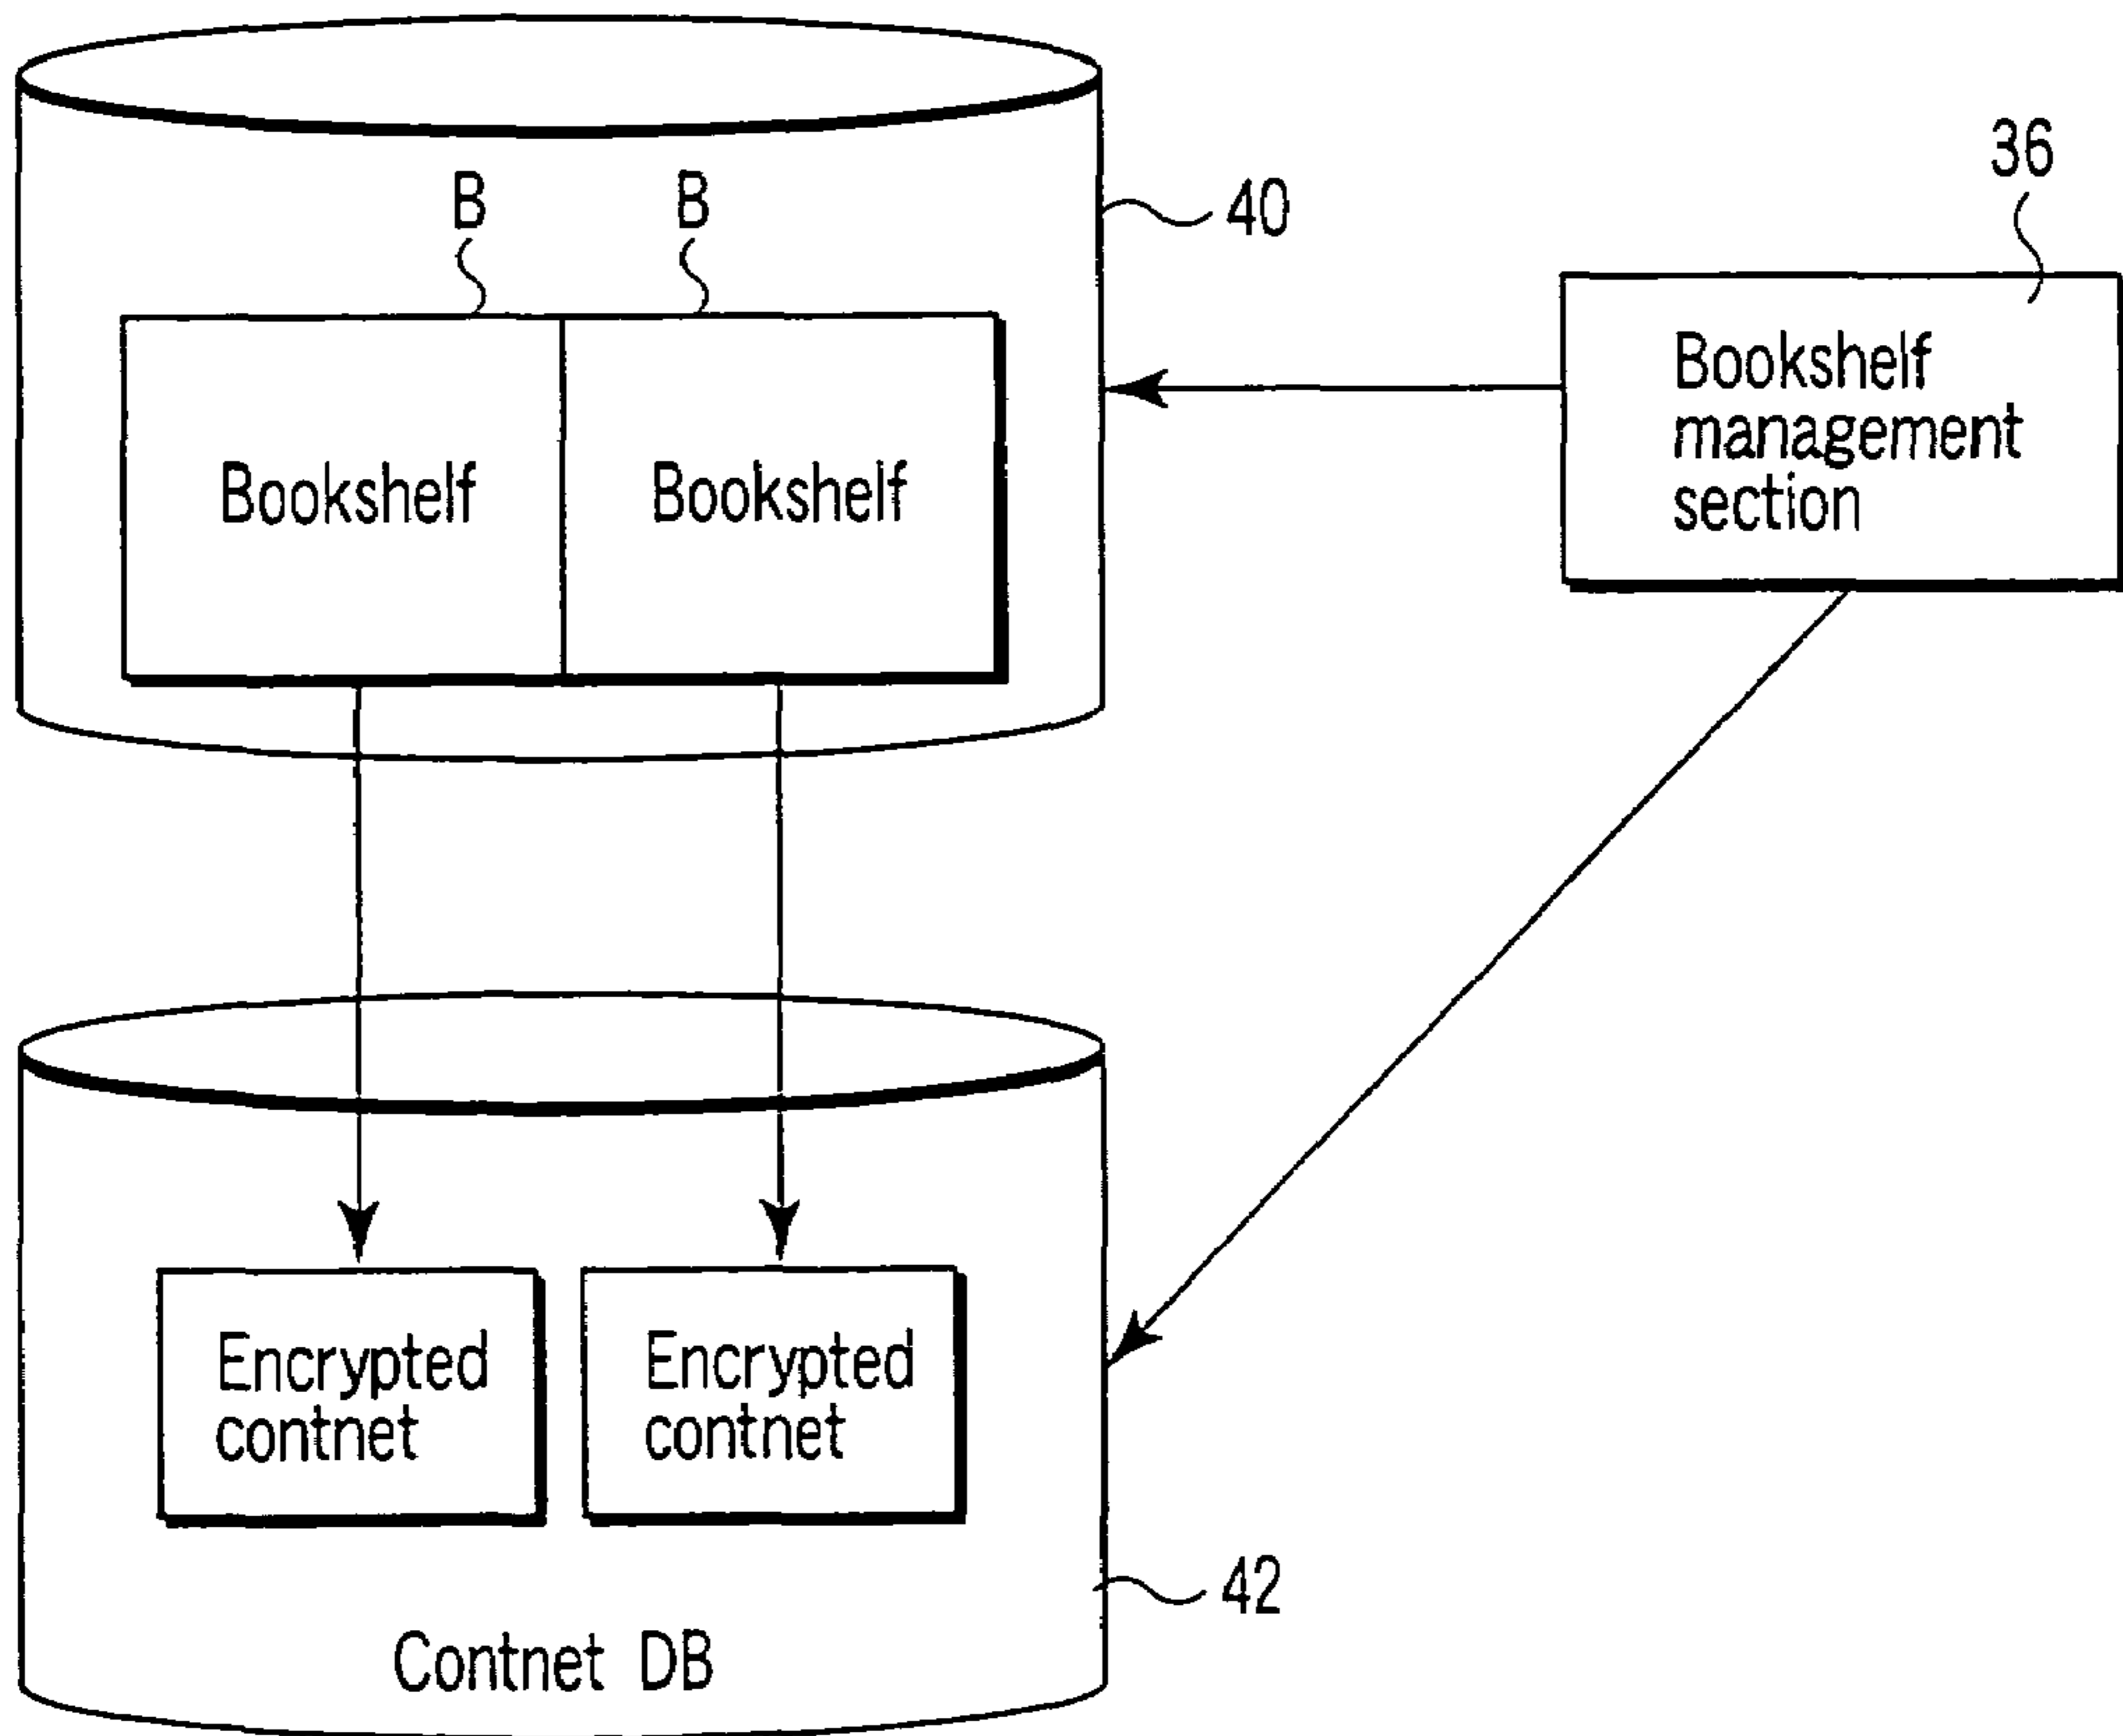 B B
40
36
Bookshelf
management
section
Bookshelf Bookshelf
Encrypted
contnet
Encrypted
contnet
42
Contnet DB